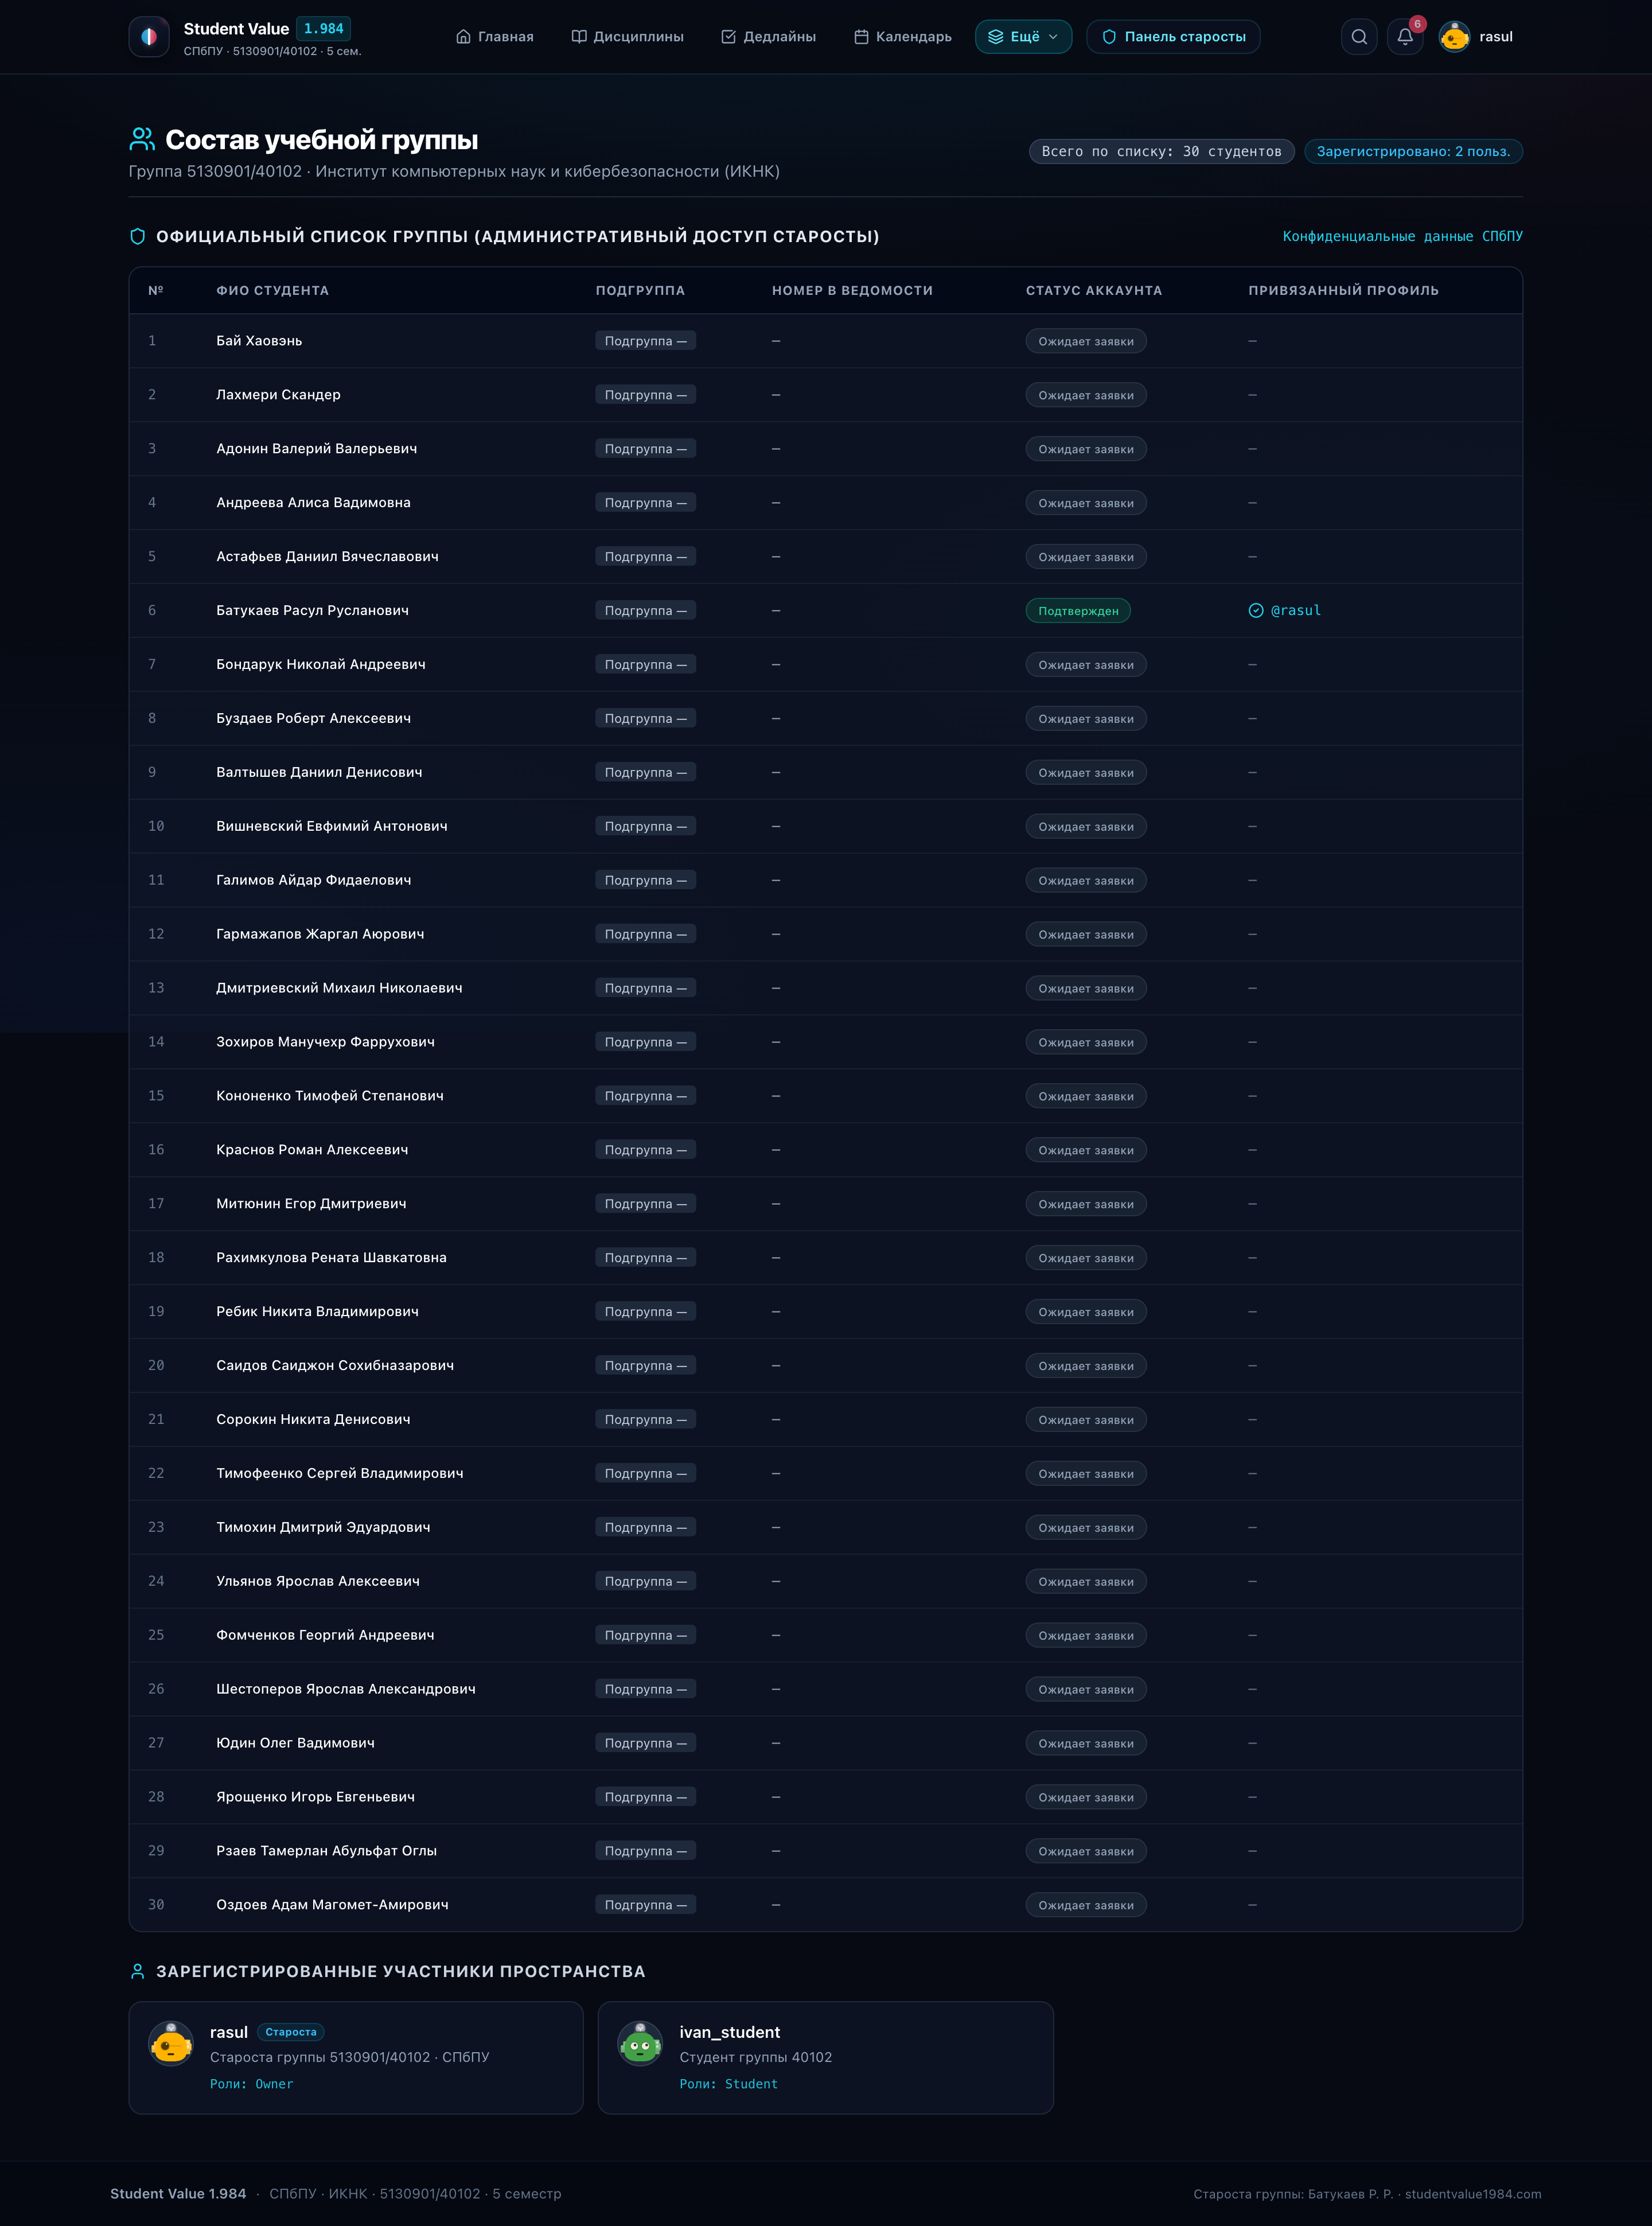 Student Value 1.984
СПбПУ · 5130901/40102 · 5 сем.
Главная
Дисциплины
Дедлайны
Календарь
Ещё
Панель старосты
6
rasul
Состав учебной группы
Группа 5130901/40102 · Институт компьютерных наук и кибербезопасности (ИКНК)
Всего по списку: 30 студентов
Зарегистрировано: 2 польз.
ОФИЦИАЛЬНЫЙ СПИСОК ГРУППЫ (АДМИНИСТРАТИВНЫЙ ДОСТУП СТАРОСТЫ)
Конфиденциальные данные СПбПУ
№ ФИО СТУДЕНТА ПОДГРУППА НОМЕР В ВЕДОМОСТИ СТАТУС АККАУНТА ПРИВЯЗАННЫЙ ПРОФИЛЬ
1 Бай Хаовэнь Подгруппа — — Ожидает заявки —
2 Лахмери Скандер Подгруппа — — Ожидает заявки —
3 Адонин Валерий Валерьевич Подгруппа — — Ожидает заявки —
4 Андреева Алиса Вадимовна Подгруппа — — Ожидает заявки —
5 Астафьев Даниил Вячеславович Подгруппа — — Ожидает заявки —
6 Батукаев Расул Русланович Подгруппа — — Подтвержден @rasul
7 Бондарук Николай Андреевич Подгруппа — — Ожидает заявки —
8 Буздаев Роберт Алексеевич Подгруппа — — Ожидает заявки —
9 Валтышев Даниил Денисович Подгруппа — — Ожидает заявки —
10 Вишневский Евфимий Антонович Подгруппа — — Ожидает заявки —
11 Галимов Айдар Фидаелович Подгруппа — — Ожидает заявки —
12 Гармажапов Жаргал Аюрович Подгруппа — — Ожидает заявки —
13 Дмитриевский Михаил Николаевич Подгруппа — — Ожидает заявки —
14 Зохиров Манучехр Фаррухович Подгруппа — — Ожидает заявки —
15 Кононенко Тимофей Степанович Подгруппа — — Ожидает заявки —
16 Краснов Роман Алексеевич Подгруппа — — Ожидает заявки —
17 Митюнин Егор Дмитриевич Подгруппа — — Ожидает заявки —
18 Рахимкулова Рената Шавкатовна Подгруппа — — Ожидает заявки —
19 Ребик Никита Владимирович Подгруппа — — Ожидает заявки —
20 Саидов Саиджон Сохибназарович Подгруппа — — Ожидает заявки —
21 Сорокин Никита Денисович Подгруппа — — Ожидает заявки —
22 Тимофеенко Сергей Владимирович Подгруппа — — Ожидает заявки —
23 Тимохин Дмитрий Эдуардович Подгруппа — — Ожидает заявки —
24 Ульянов Ярослав Алексеевич Подгруппа — — Ожидает заявки —
25 Фомченков Георгий Андреевич Подгруппа — — Ожидает заявки —
26 Шестоперов Ярослав Александрович Подгруппа — — Ожидает заявки —
27 Юдин Олег Вадимович Подгруппа — — Ожидает заявки —
28 Ярощенко Игорь Евгеньевич Подгруппа — — Ожидает заявки —
29 Рзаев Тамерлан Абульфат Оглы Подгруппа — — Ожидает заявки —
30 Оздоев Адам Магомет-Амирович Подгруппа — — Ожидает заявки —
ЗАРЕГИСТРИРОВАННЫЕ УЧАСТНИКИ ПРОСТРАНСТВА
rasul Староста
Староста группы 5130901/40102 · СПбПУ
Роли: Owner
ivan_student
Студент группы 40102
Роли: Student
Student Value 1.984 · СПбПУ · ИКНК · 5130901/40102 · 5 семестр
Староста группы: Батукаев Р. Р. · studentvalue1984.com